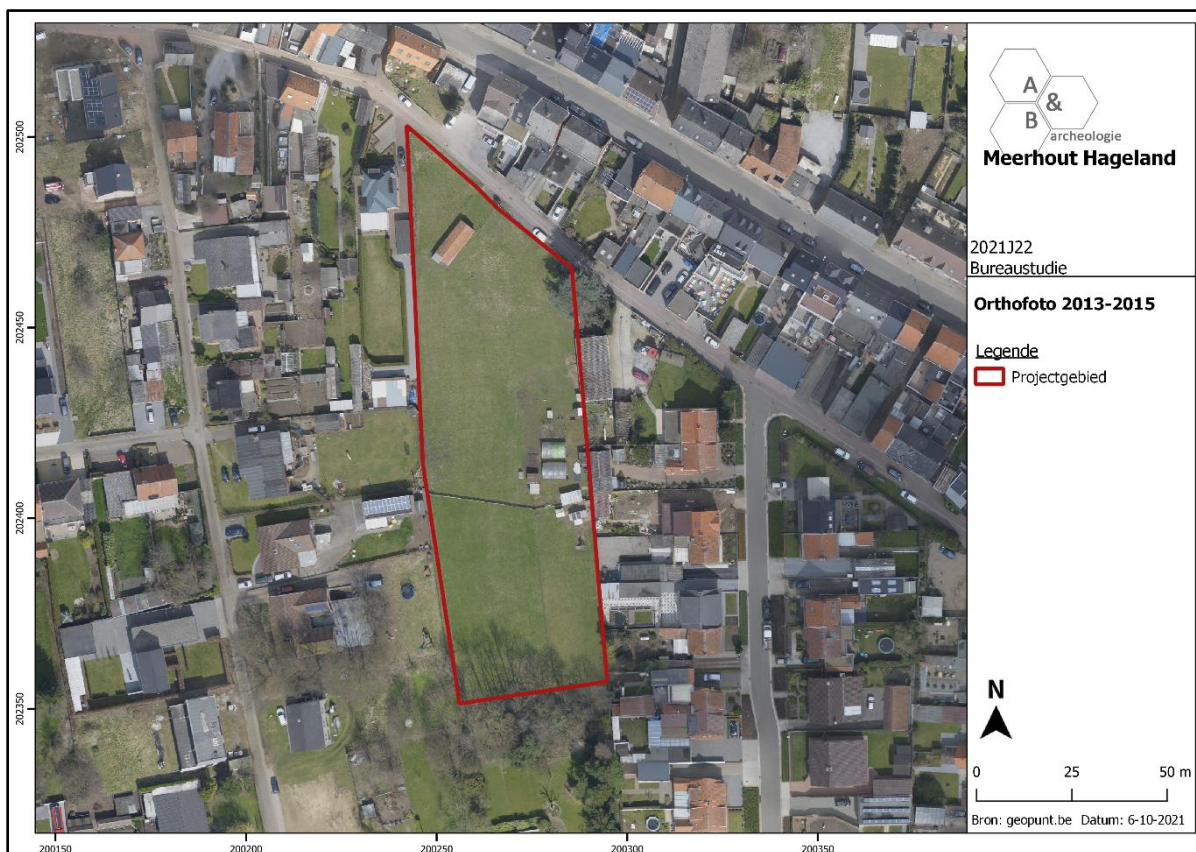 A
&
B
archeologie
Meerhout Hageland
2021J22
Bureaustudie
Orthofoto 2013-2015
Legende
Projectgebied
N
0 25 50 m
Bron: geopunt.be Datum: 6-10-2021
202500
202450
202400
202350
200150 200200 200250 200300 200350